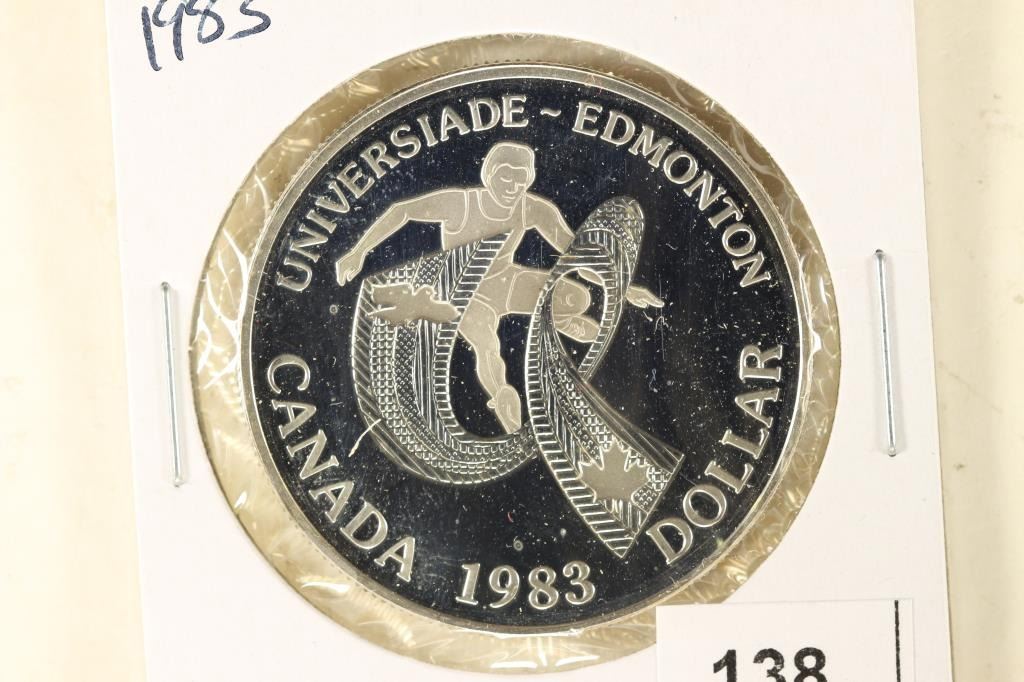 1983
UNIVERSIADE ~ EDMONTON
CANADA 1983 DOLLAR
138